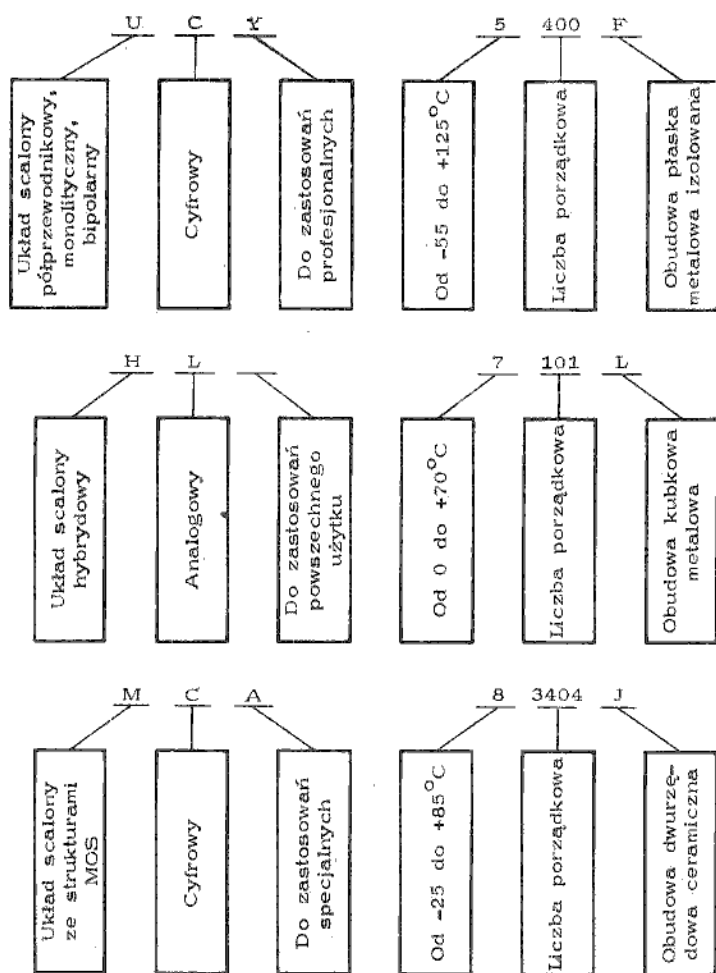 U C Y 5 400 F
Układ scalony
półprzewodnikowy,
monolityczny,
bipolarny
Cyfrowy
Do zastosowań
profesjonalnych
Od -55 do +125°C
Liczba porządkowa
Obudowa płaska
metalowa izolowana
H L 7 101 L
Układ scalony
hybrydowy
Analogowy
Do zastosowań
powszechnego
użytku
Od 0 do +70°C
Liczba porządkowa
Obudowa kubkowa
metalowa
M C A 8 3404 J
Układ scalony
ze strukturami
MOS
Cyfrowy
Do zastosowań
specjalnych
Od -25 do +85°C
Liczba porządkowa
Obudowa dwurzę-
dowa ceramiczna